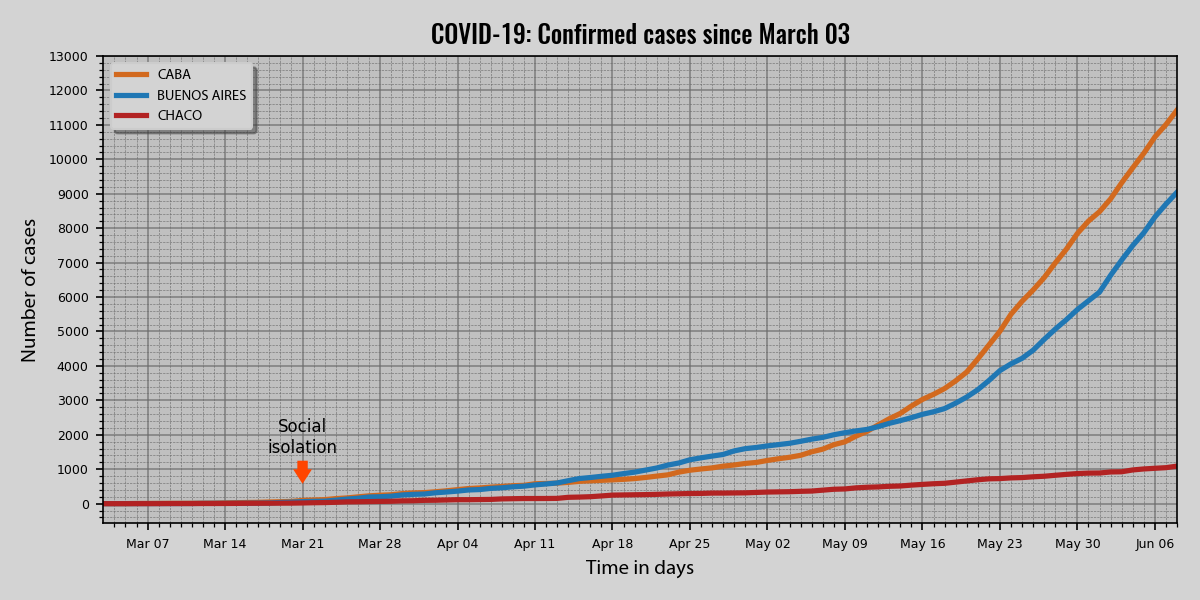 COVID-19: Confirmed cases since March 03
13000
12000
11000
10000
9000
8000
7000
6000
5000
4000
3000
2000
1000
0
Number of cases
CABA
BUENOS AIRES
CHACO
Social
isolation
Mar 07 Mar 14 Mar 21 Mar 28 Apr 04 Apr 11 Apr 18 Apr 25 May 02 May 09 May 16 May 23 May 30 Jun 06
Time in days